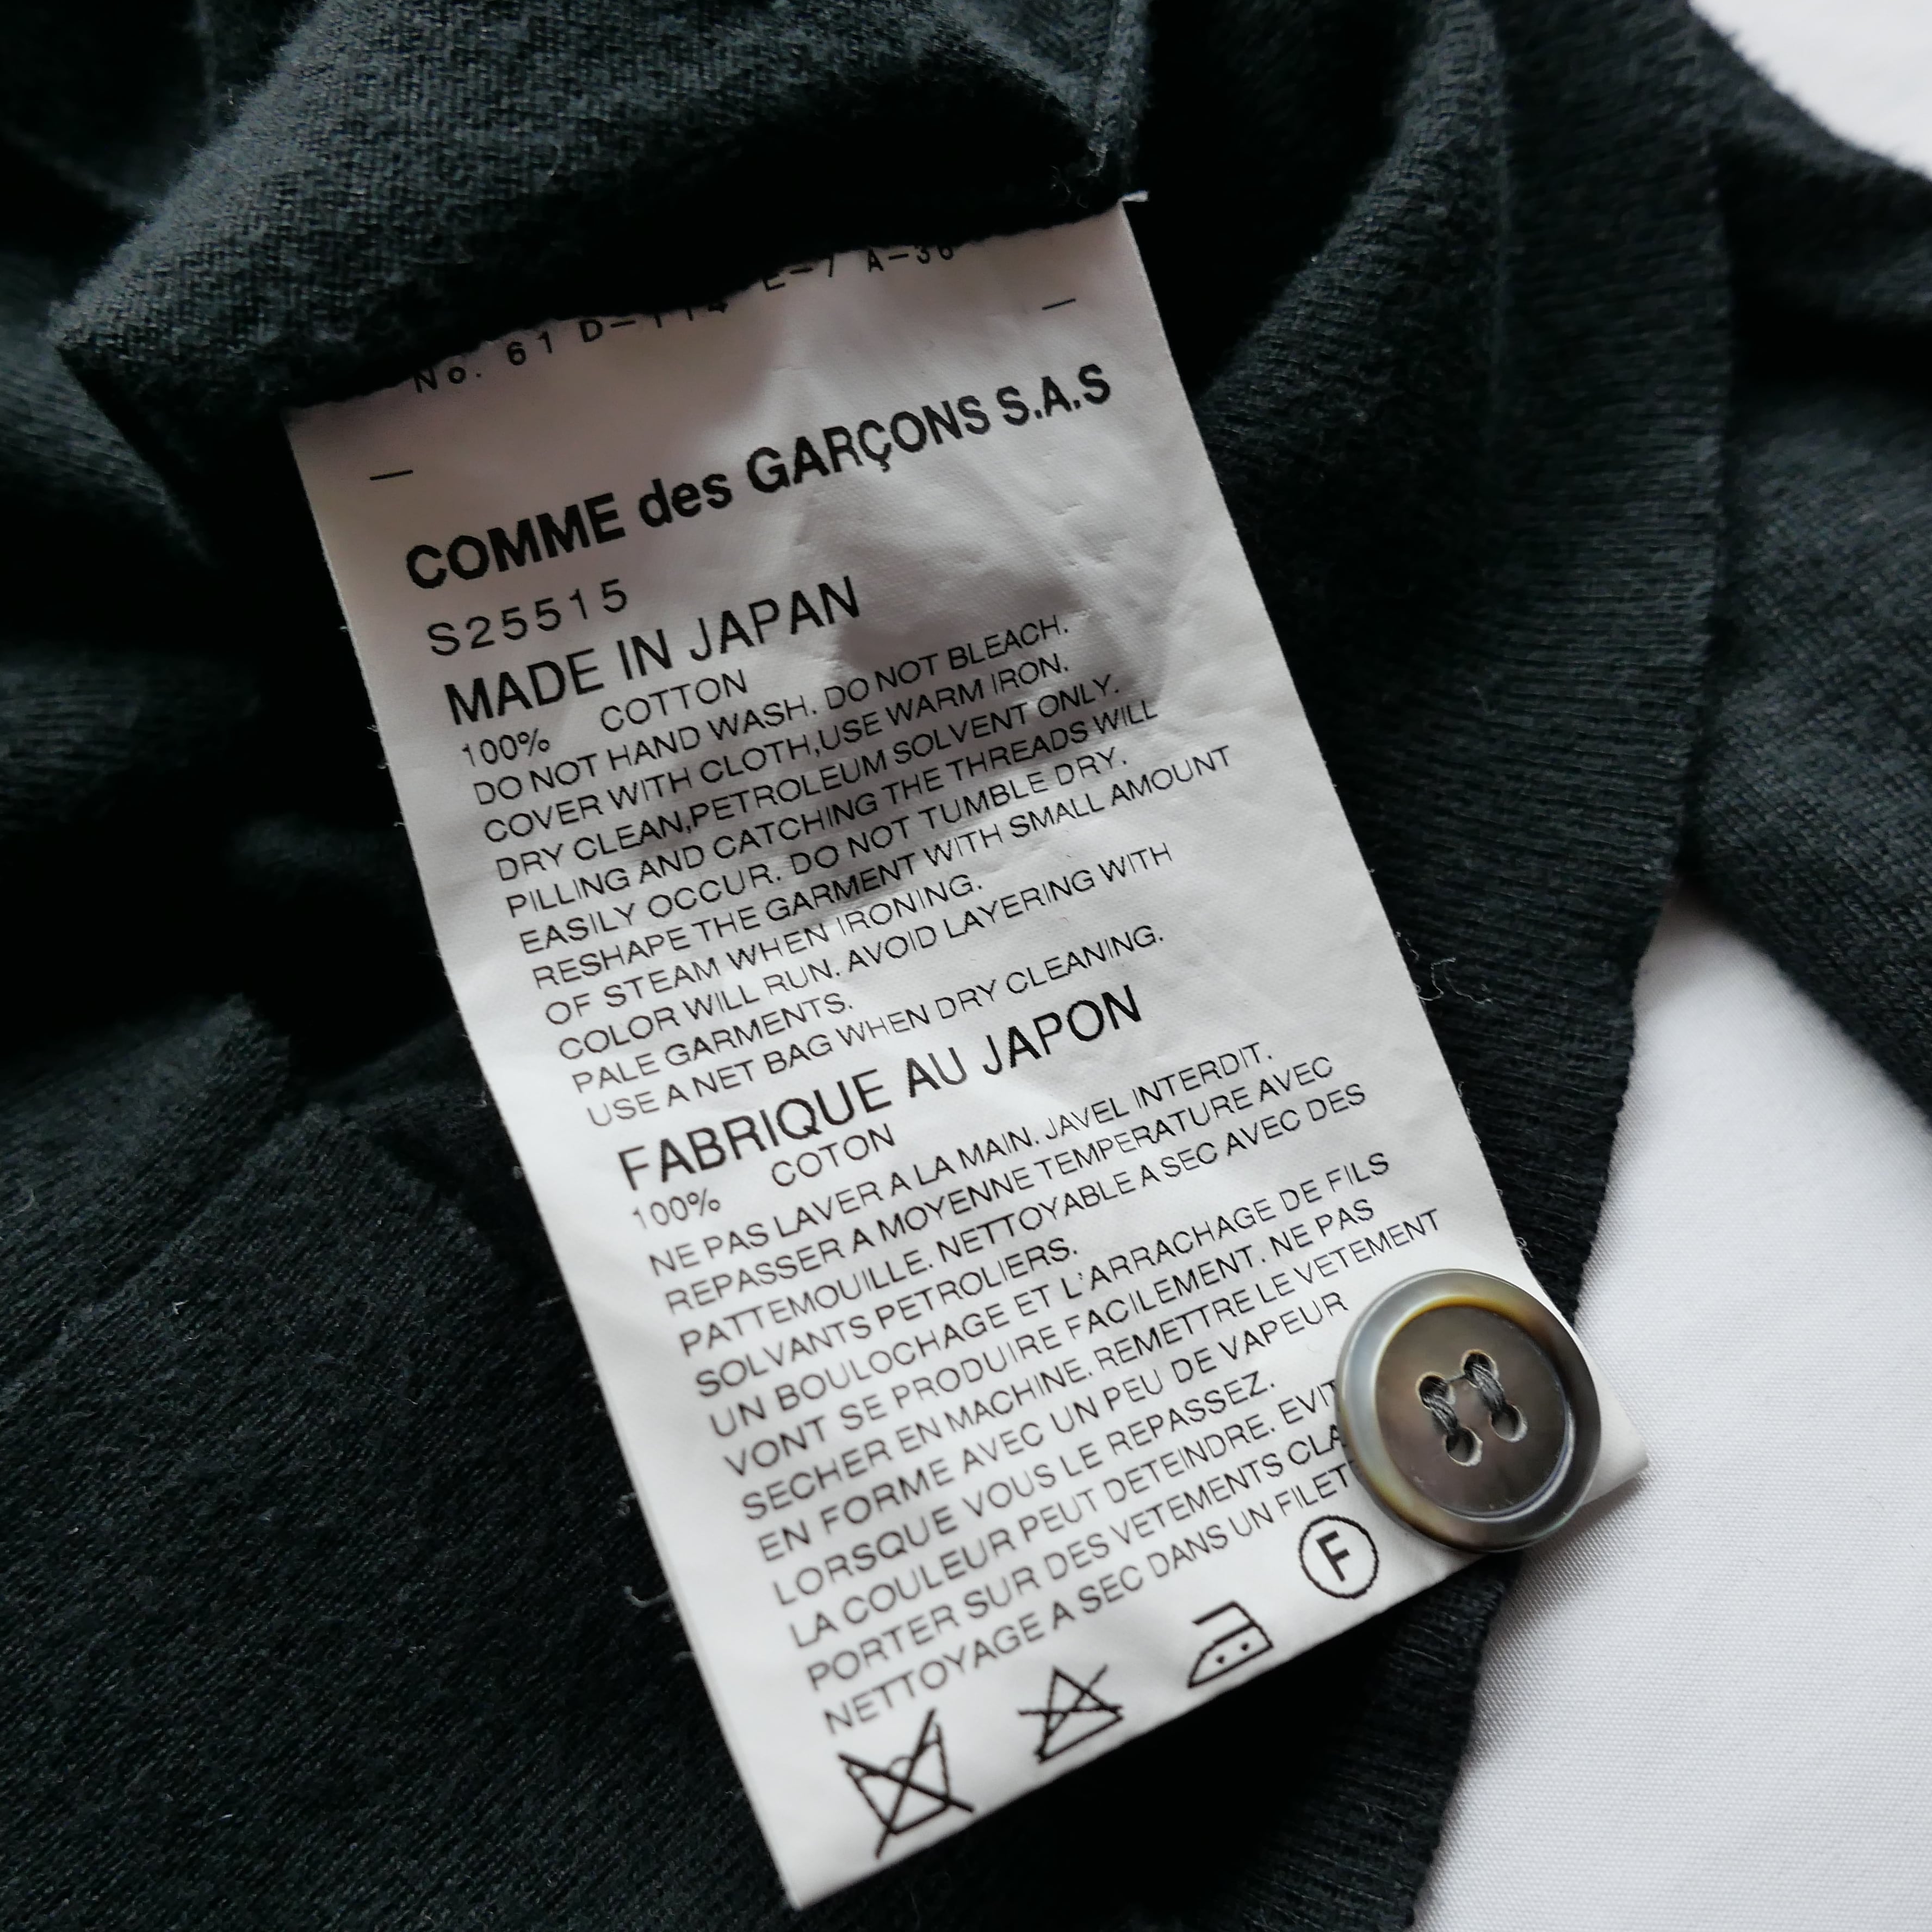 No. 61 D-114 E-7 A-36
COMME des GARÇONS S.A.S
S25515
MADE IN JAPAN
100% COTTON
DO NOT HAND WASH. DO NOT BLEACH.
COVER WITH CLOTH,USE WARM IRON.
DRY CLEAN,PETROLEUM SOLVENT ONLY.
PILLING AND CATCHING THE THREADS WILL
EASILY OCCUR. DO NOT TUMBLE DRY.
RESHAPE THE GARMENT WITH SMALL AMOUNT
OF STEAM WHEN IRONING.
COLOR WILL RUN. AVOID LAYERING WITH
PALE GARMENTS.
USE A NET BAG WHEN DRY CLEANING.
FABRIQUE AU JAPON
100% COTON
NE PAS LAVER A LA MAIN. JAVEL INTERDIT.
REPASSER A MOYENNE TEMPERATURE AVEC
PATTEMOUILLE. NETTOYABLE A SEC AVEC DES
SOLVANTS PETROLIERS.
UN BOULOCHAGE ET L'ARRACHAGE DE FILS
VONT SE PRODUIRE FACILEMENT. NE PAS
SECHER EN MACHINE. REMETTRE LE VETEMENT
EN FORME AVEC UN PEU DE VAPEUR
LORSQUE VOUS LE REPASSEZ.
LA COULEUR PEUT DETEINDRE.
PORTER SUR DES VETEMENTS
NETTOYAGE A SEC DANS UN
F